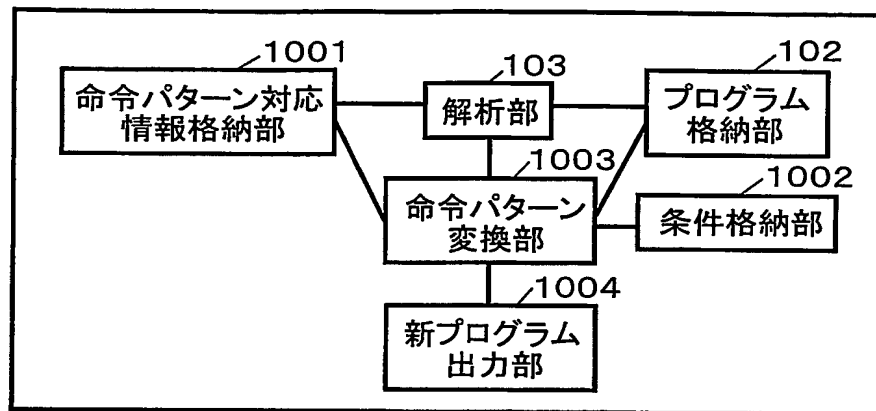 1001
命令パターン対応
情報格納部
103
解析部
102
プログラム
格納部
1003
命令パターン
変換部
1002
条件格納部
1004
新プログラム
出力部